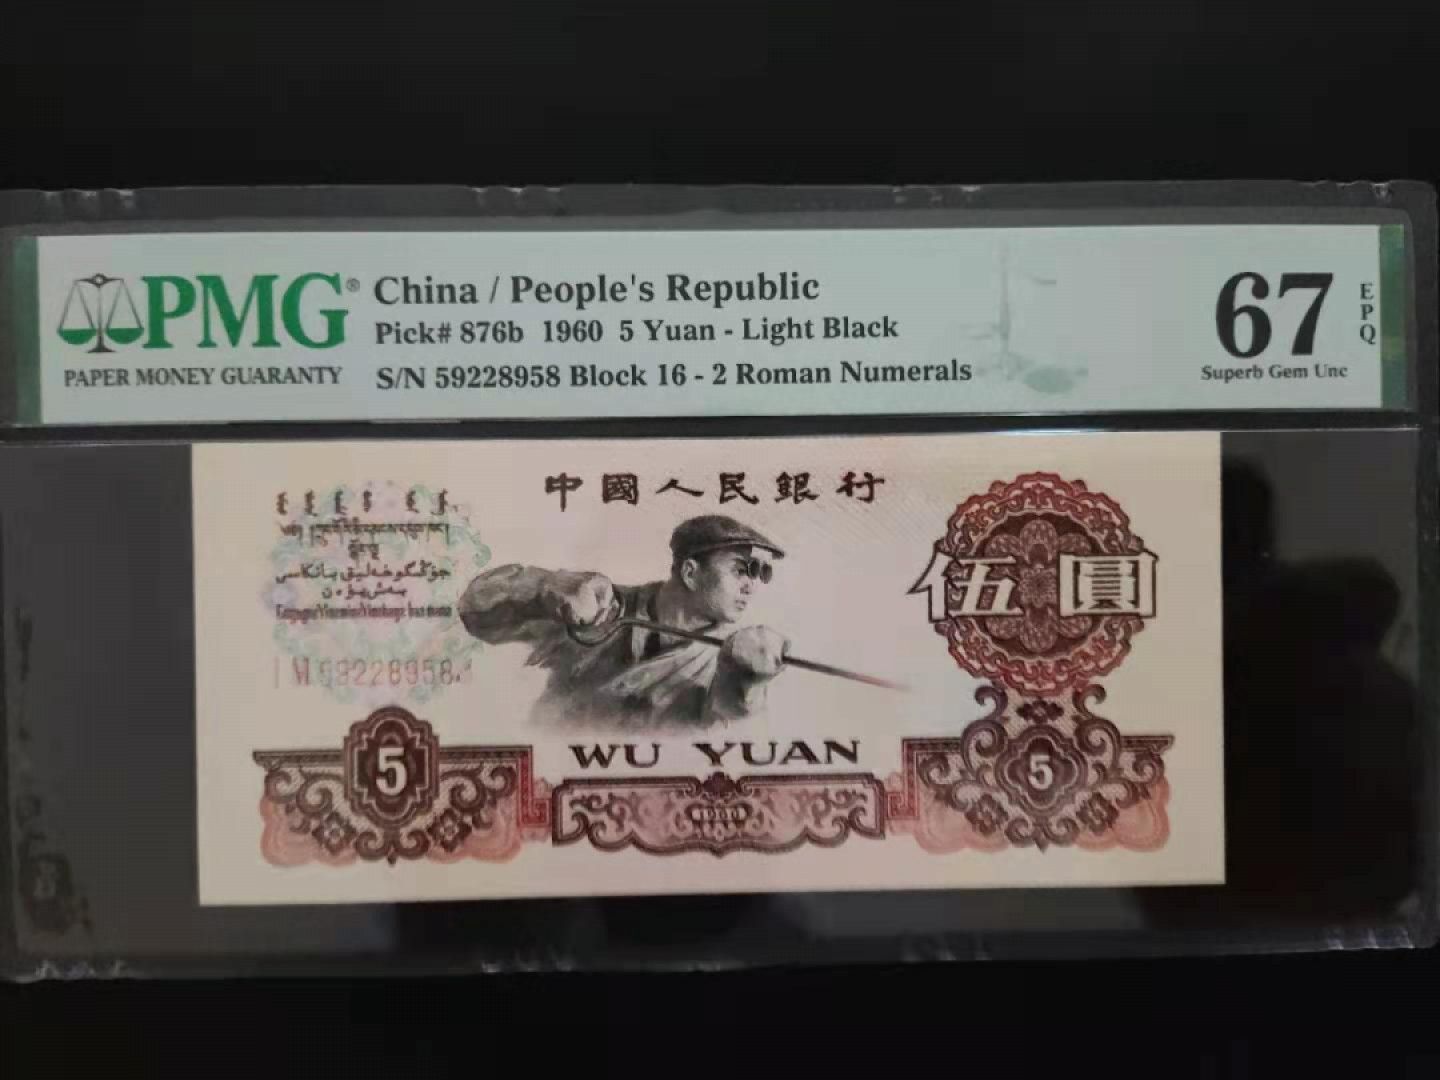 PMG®
PAPER MONEY GUARANTY
China / People's Republic
Pick# 876b 1960 5 Yuan - Light Black
S/N 59228958 Block 16 - 2 Roman Numerals
67
EPQ
Superb Gem Unc
中國人民銀行
伍圓
59228958
WU YUAN
5
5
1960